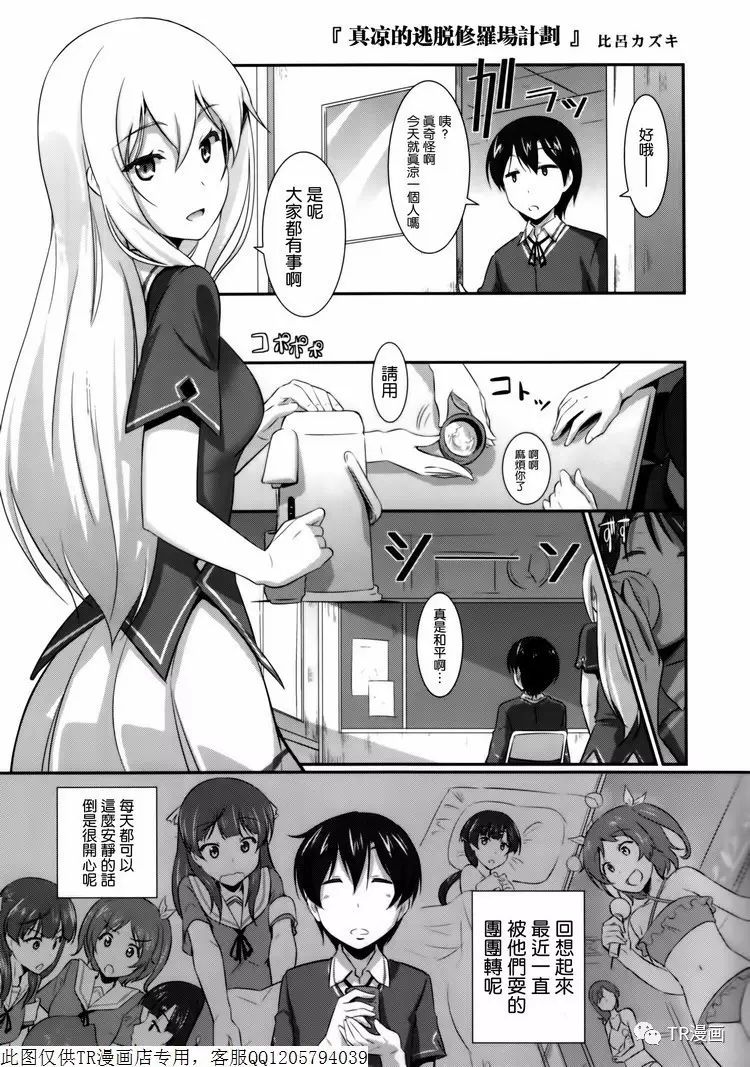 『 真凉的逃脱修羅場計劃 』 比呂カズキ
ガラッ
好哦——
咦？
真奇怪啊
今天就眞涼一個人嗎
是呢
大家都有事啊
コポポポ
請用
コトッ
啊啊
麻煩你了
ずず
シーーン
真是和平啊…
每天都可以
這麼安靜的話
倒是很開心呢
回想起來
最近一直
被他們耍的
團團轉呢
TR漫画
此图仅供TR漫画店专用，客服QQ1205794039